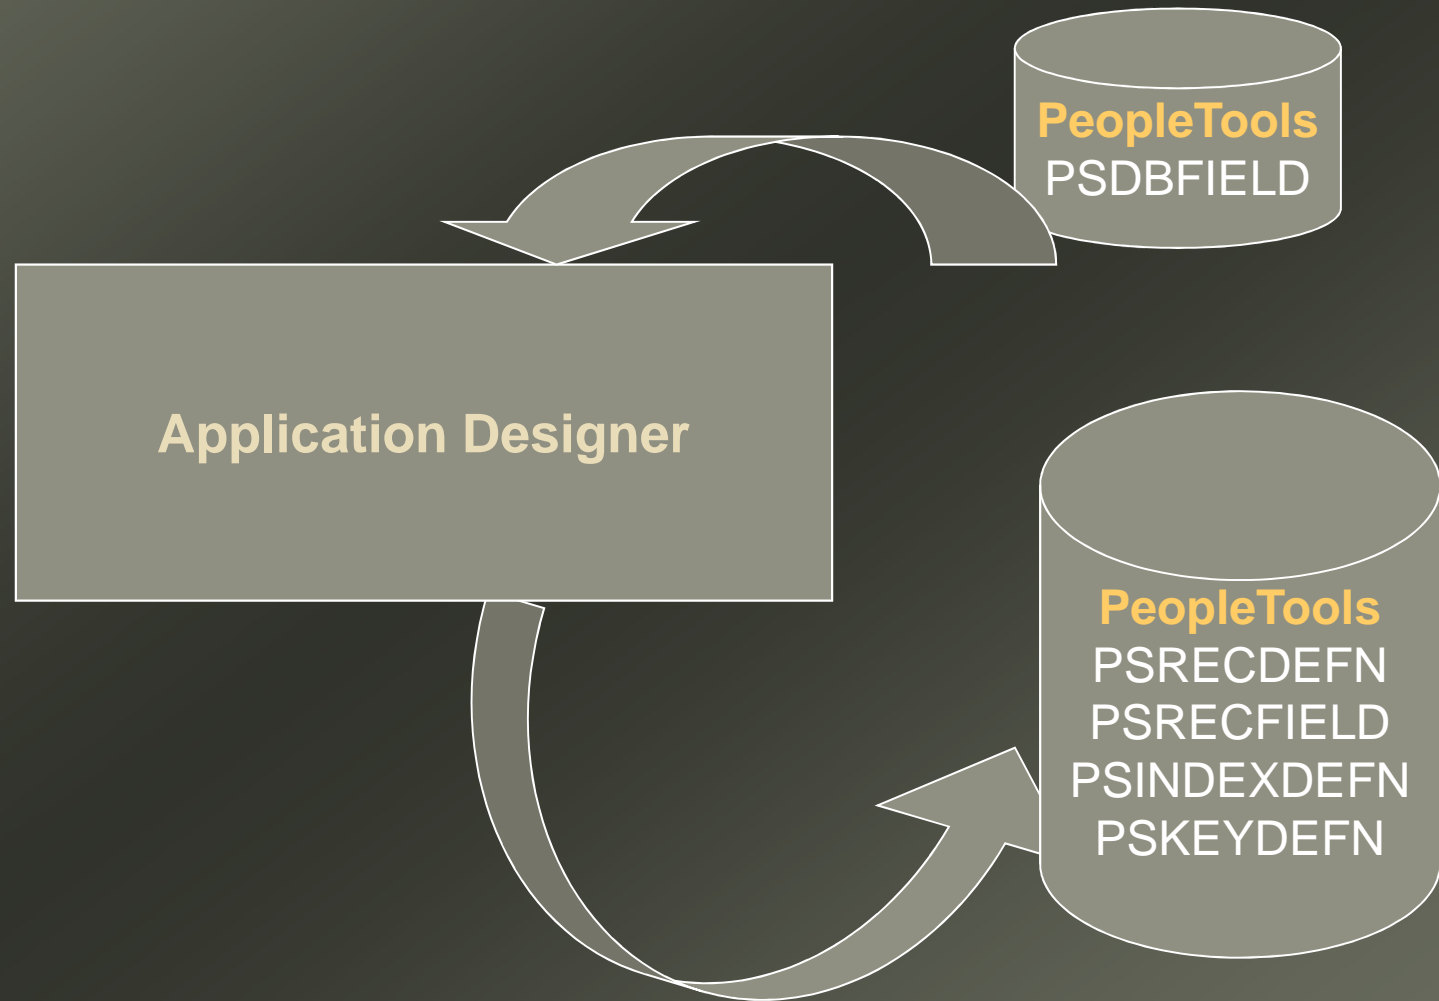 PeopleTools
PSDBFIELD
Application Designer
PeopleTools
PSRECDEFN
PSRECFIELD
PSINDEXDEFN
PSKEYDEFN